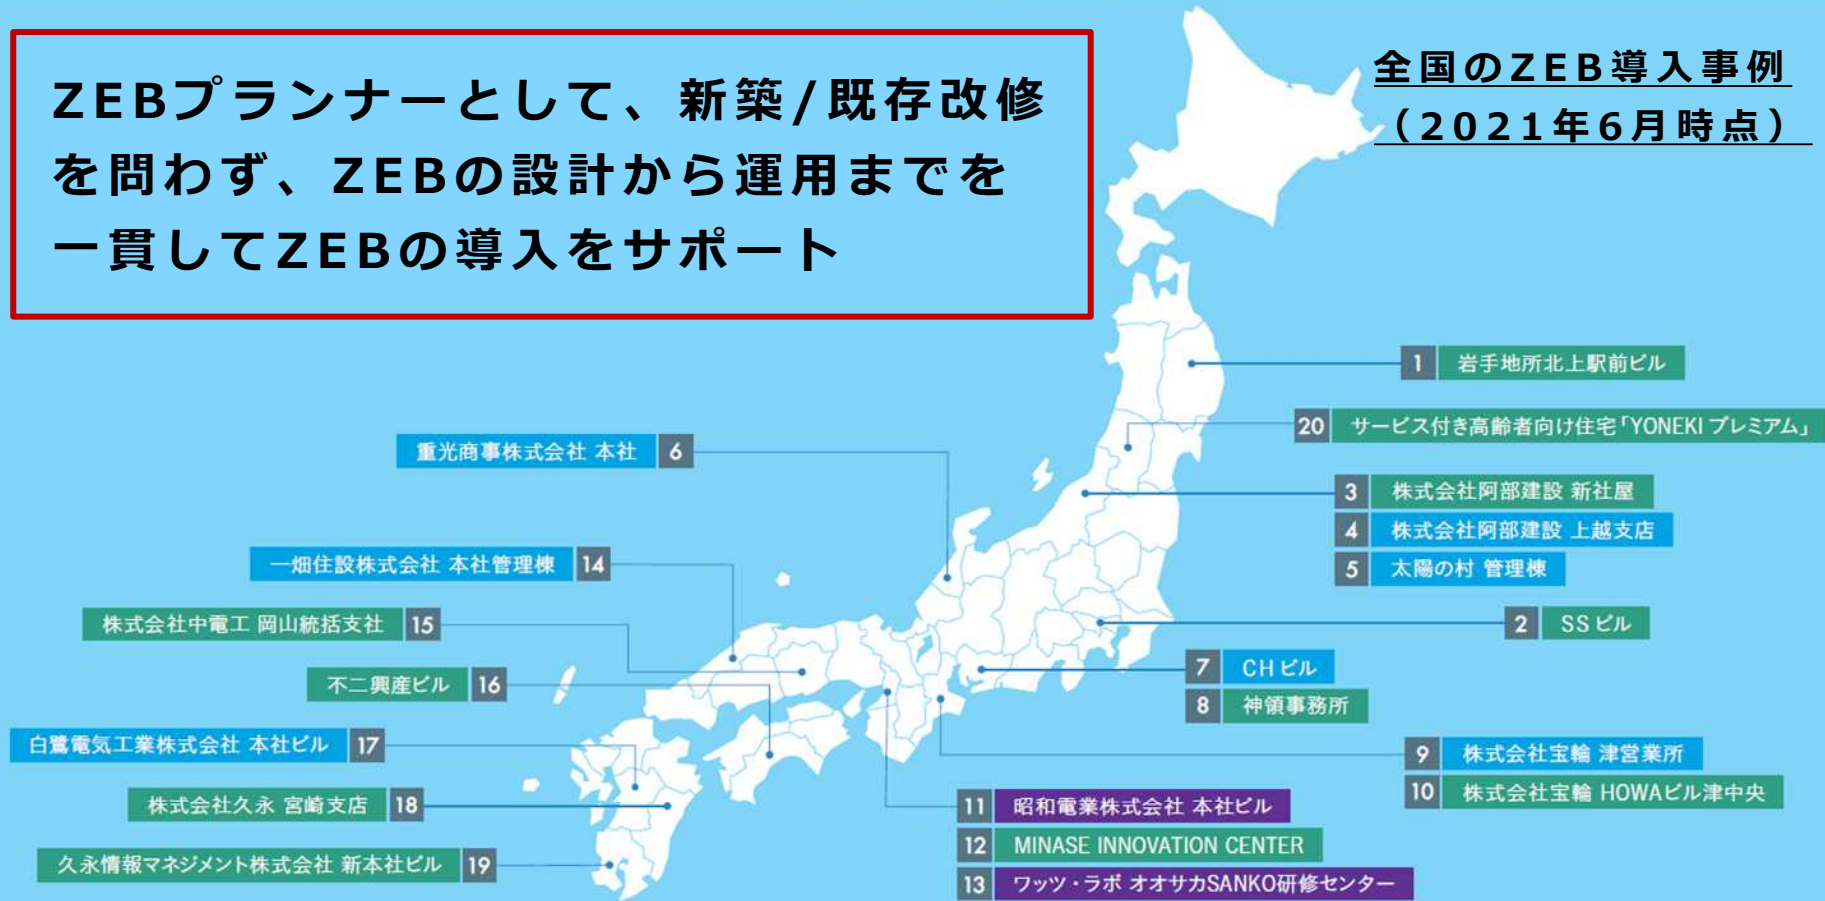 ZEBプランナーとして、新築/既存改修
を問わず、ZEBの設計から運用までを
一貫してZEBの導入をサポート
全国のZEB導入事例
（2021年6月時点）
1 岩手地所北上駅前ビル
20 サービス付き高齢者向け住宅「YONEKI プレミアム」
重光商事株式会社 本社 6
3 株式会社阿部建設 新社屋
4 株式会社阿部建設 上越支店
5 太陽の村 管理棟
一畑住設株式会社 本社管理棟 14
株式会社中電工 岡山統括支社 15
2 SSビル
不二興産ビル 16
7 CHビル
8 神領事務所
白鷺電気工業株式会社 本社ビル 17
9 株式会社宝輪 津営業所
10 株式会社宝輪 HOWAビル津中央
株式会社久永 宮崎支店 18
11 昭和電業株式会社 本社ビル
12 MINASE INNOVATION CENTER
13 ワッツ・ラボ オオサカSANKO研修センター
久永情報マネジメント株式会社 新本社ビル 19